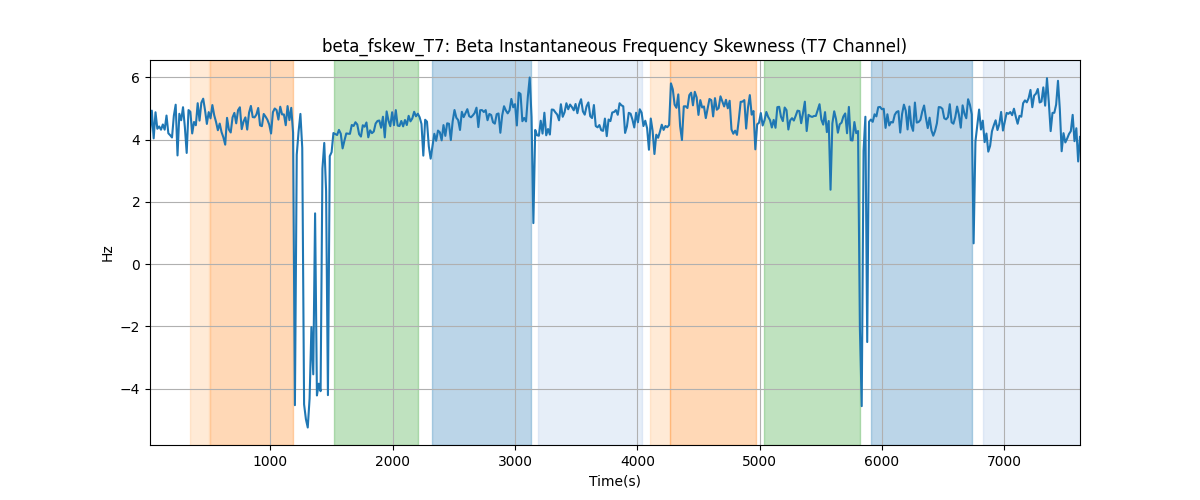 beta_fskew_T7: Beta Instantaneous Frequency Skewness (T7 Channel)
6
4
2
0
−2
−4
Hz
1000 2000 3000 4000 5000 6000 7000
Time(s)